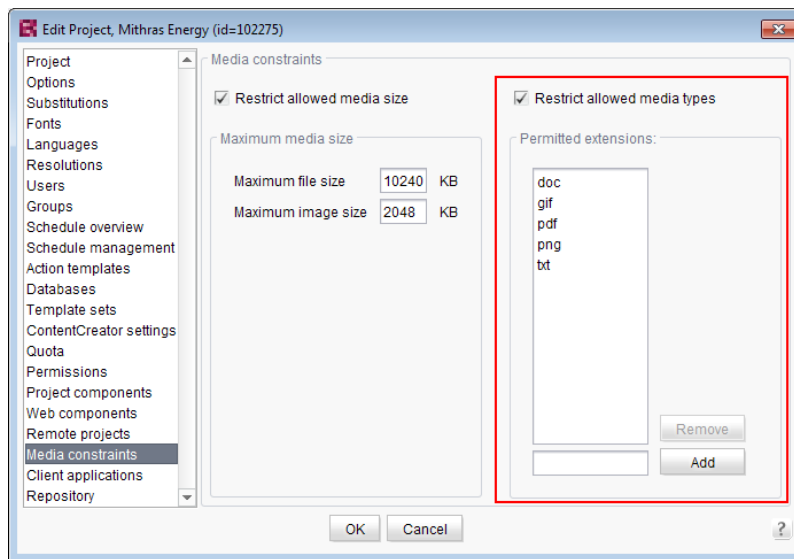 Edit Project, Mithras Energy (id=102275)
Project
Options
Substitutions
Fonts
Languages
Resolutions
Users
Groups
Schedule overview
Schedule management
Action templates
Databases
Template sets
ContentCreator settings
Quota
Permissions
Project components
Web components
Remote projects
Media constraints
Client applications
Repository
Media constraints
Restrict allowed media size
Maximum media size
Maximum file size 10240 KB
Maximum image size 2048 KB
Restrict allowed media types
Permitted extensions:
doc
gif
pdf
png
txt
Remove
Add
OK Cancel
?